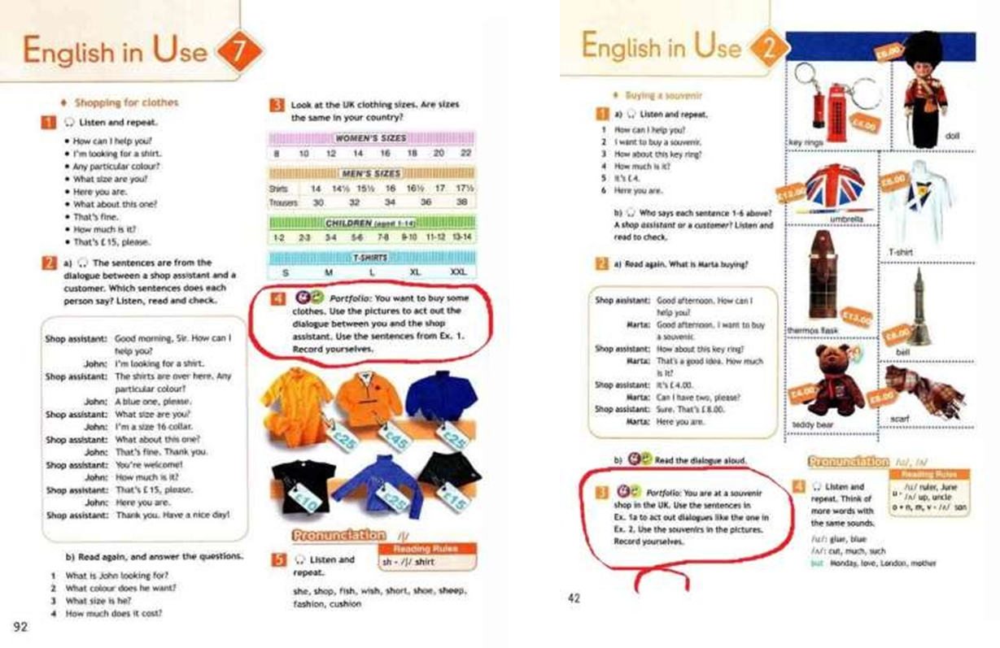 English in Use 7
♦ Shopping for clothes
1 Listen and repeat.
• How can I help you?
• I'm looking for a shirt.
• Any particular colour?
• What size are you?
• Here you are.
• What about this one?
• That's fine.
• How much is it?
• That's £15, please.
2 a) The sentences are from the
dialogue between a shop assistant and a
customer. Which sentences does each
person say? Listen, read and check.
Shop assistant: Good morning, Sir. How can I
help you?
John: I'm looking for a shirt.
Shop assistant: The shirts are over here. Any
particular colour?
John: A blue one, please.
Shop assistant: What size are you?
John: I'm a size 16 collar.
Shop assistant: What about this one?
John: That's fine. Thank you.
Shop assistant: You're welcome!
John: How much is it?
Shop assistant: That's £15, please.
John: Here you are.
Shop assistant: Thank you. Have a nice day!
b) Read again, and answer the questions.
1 What is John looking for?
2 What colour does he want?
3 What size is he?
4 How much does it cost?
92
3 Look at the UK clothing sizes. Are sizes
the same in your country?
WOMEN'S SIZES
8 10 12 14 16 18 20 22
MEN'S SIZES
Shirts 14 14½ 15½ 16 16½ 17 17½
Trousers 30 32 34 36 38
CHILDREN (aged 1-14)
1-2 2-3 3-4 5-6 7-8 9-10 11-12 13-14
T-SHIRTS
S M L XL XXL
4 Portfolio: You want to buy some
clothes. Use the pictures to act out the
dialogue between you and the shop
assistant. Use the sentences from Ex. 1.
Record yourselves.
£25 £45 £25
£10 £25 £15
Pronunciation /ʃ/
Reading Rules
sh - /ʃ/ shirt
5 Listen and
repeat.
she, shop, fish, wish, short, shoe, sheep,
fashion, cushion
English in Use 2
♦ Buying a souvenir
1 a) Listen and repeat.
1 How can I help you?
2 I want to buy a souvenir.
3 How about this key ring?
4 How much is it?
5 It's £4.
6 Here you are.
b) Who says each sentence 1-6 above?
A shop assistant or a customer? Listen and
read to check.
2 a) Read again. What is Marta buying?
Shop assistant: Good afternoon. How can I
help you?
Marta: Good afternoon. I want to buy
a souvenir.
Shop assistant: How about this key ring?
Marta: That's a good idea. How much
is it?
Shop assistant: It's £4.00.
Marta: Can I have two, please?
Shop assistant: Sure. That's £8.00.
Marta: Here you are.
b) Read the dialogue aloud.
3 Portfolio: You are at a souvenir
shop in the UK. Use the sentences in
Ex. 1a to act out dialogues like the one in
Ex. 2. Use the souvenirs in the pictures.
Record yourselves.
42
£4.00
key rings
doll
£12.00
umbrella
T-shirt
£13.00
thermos flask
bell
£4.00
teddy bear
scarf
Pronunciation /uː/, /ʌ/
Reading Rules
u - /uː/ ruler, June
/ʌ/ up, uncle
o + n, m, v - /ʌ/ son
4 Listen and
repeat. Think of
more words with
the same sounds.
/uː/: glue, blue
/ʌ/: cut, much, such
but Monday, love, London, mother